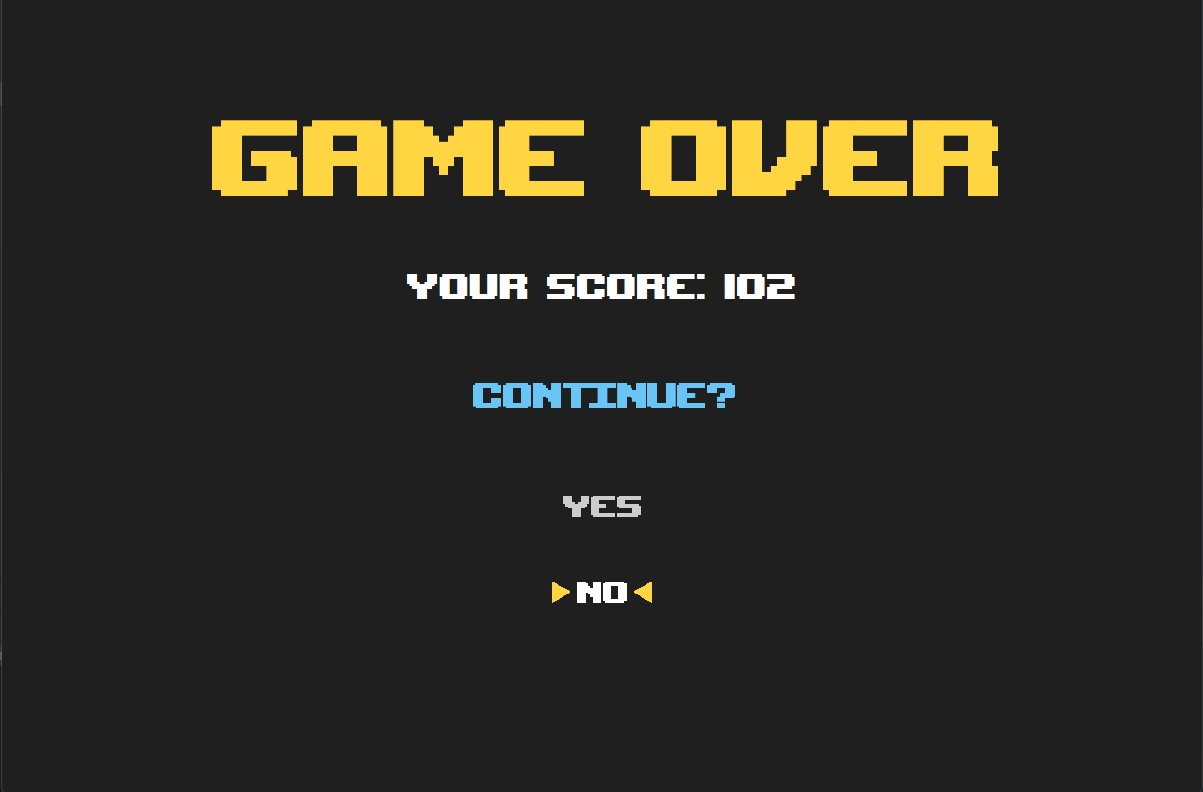 GAME OVER
YOUR SCORE: 102
CONTINUE?
YES
NO